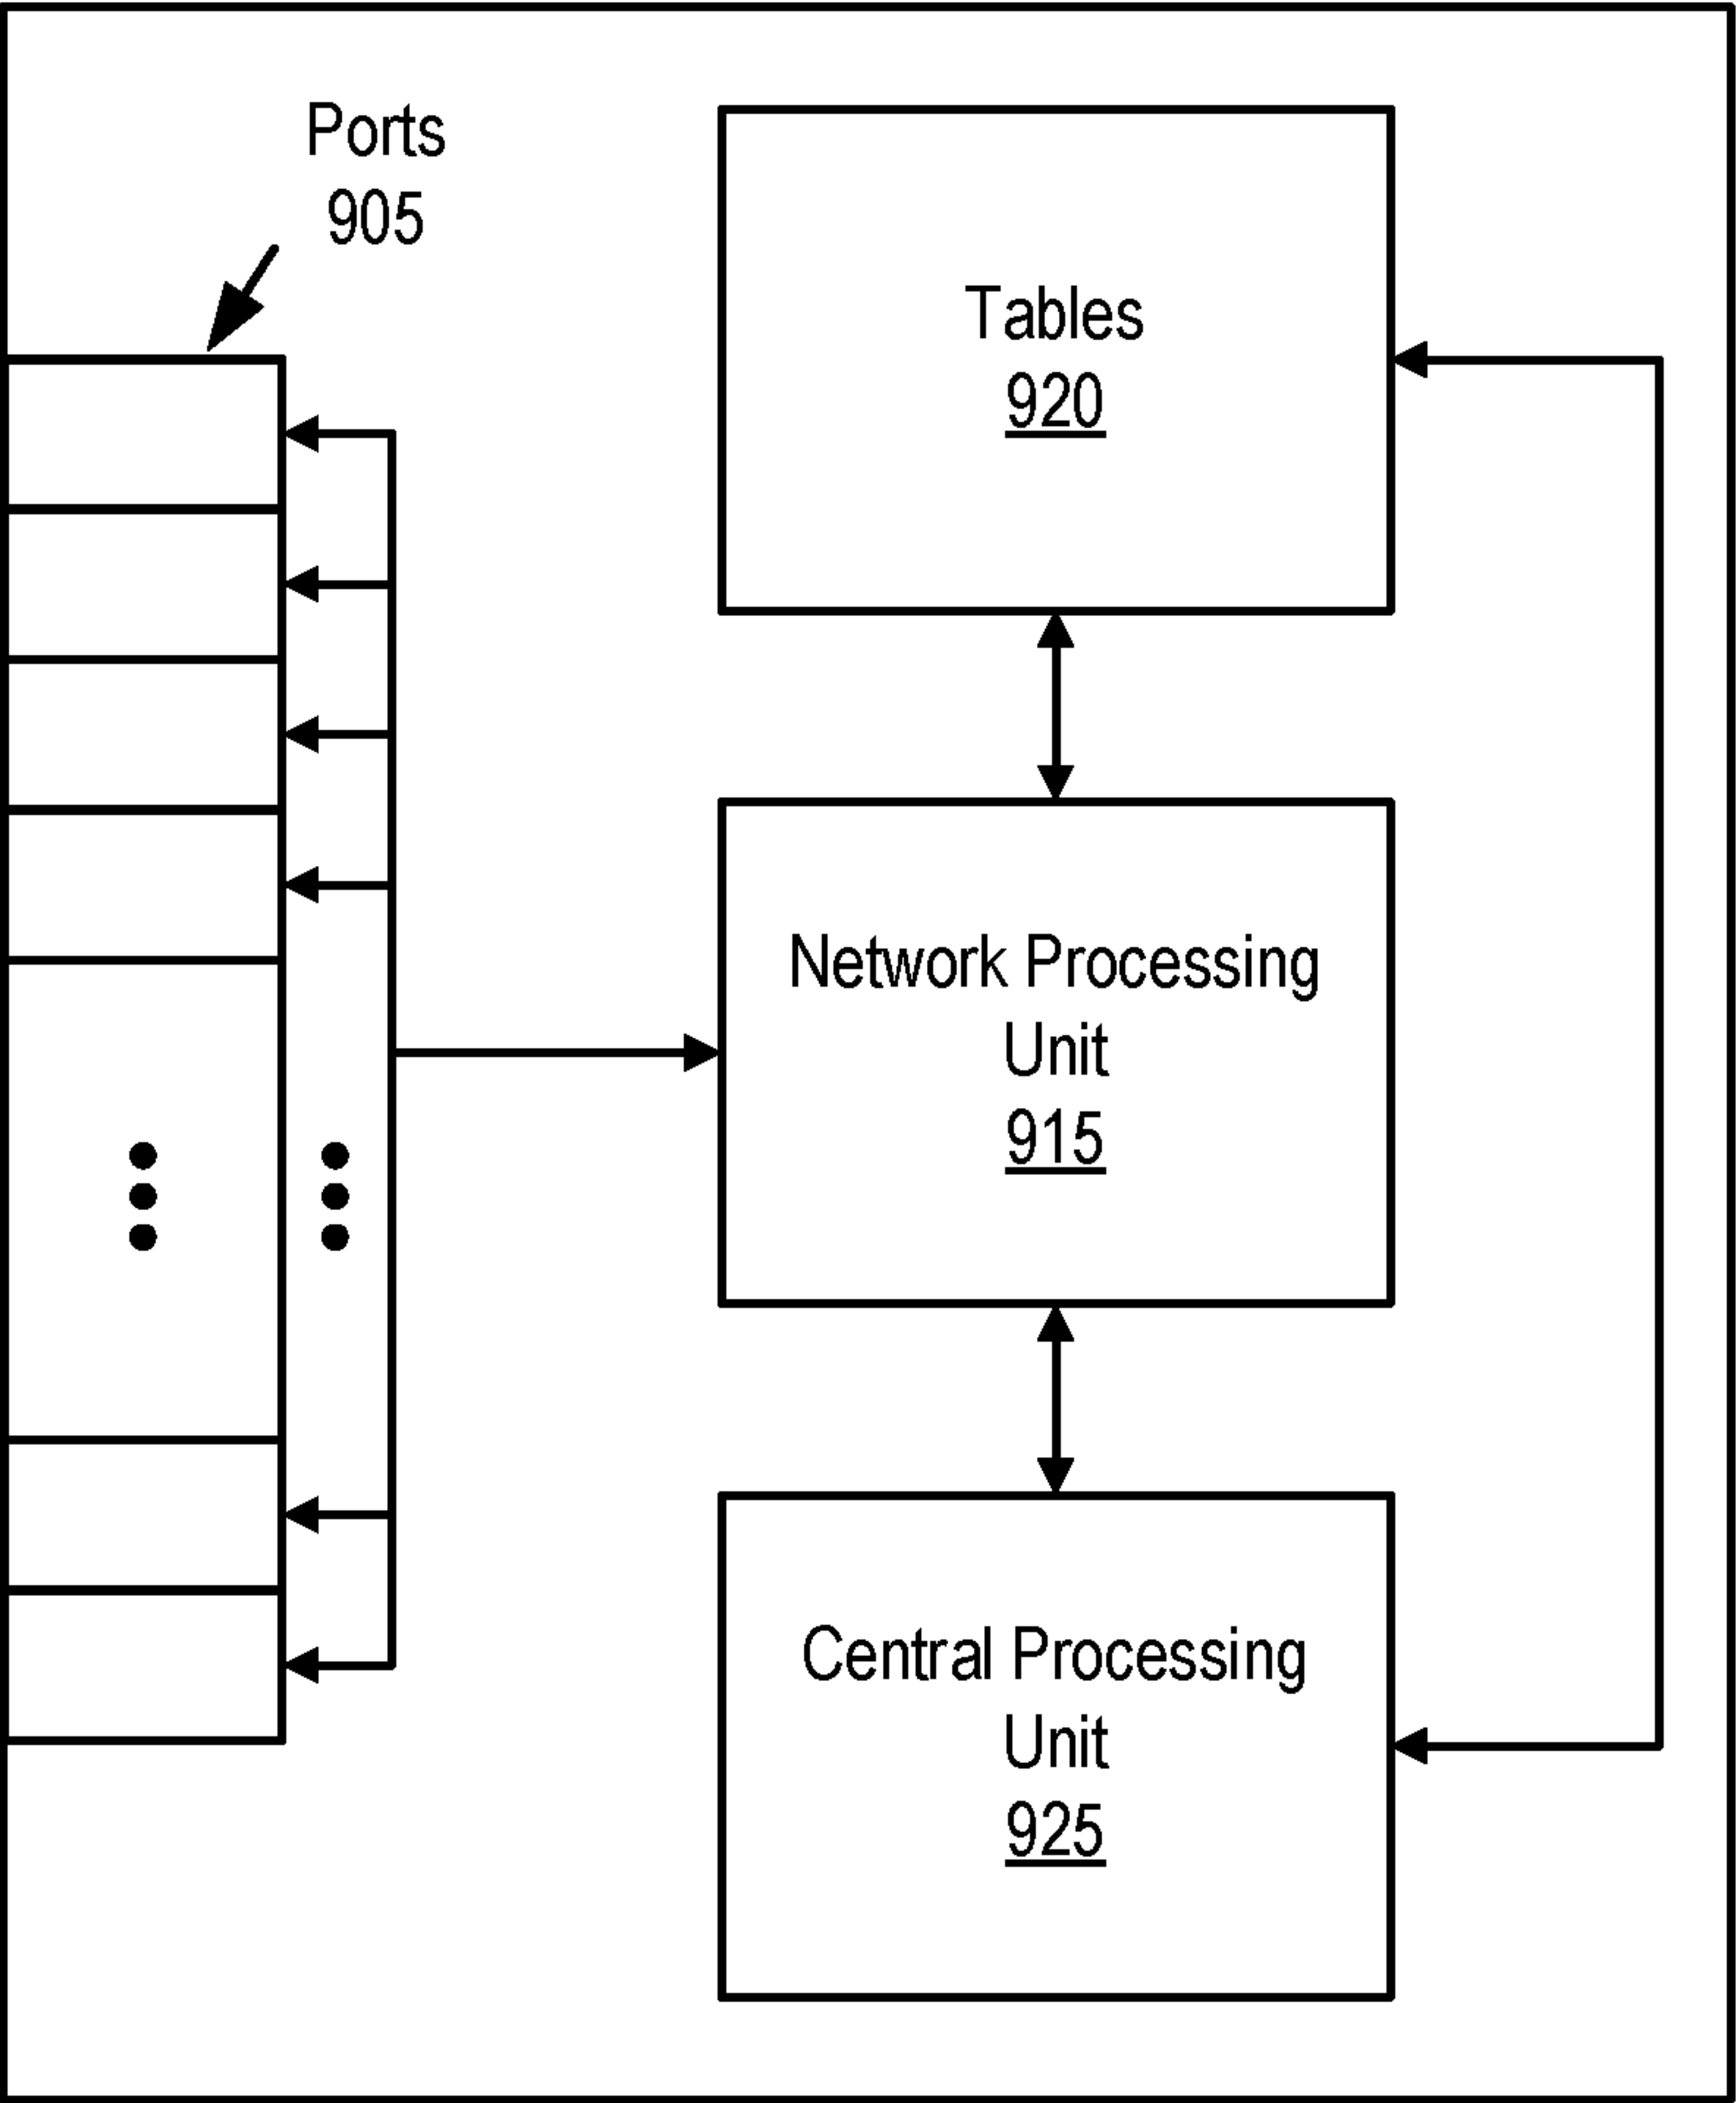 Ports
905
Tables
920
Network Processing
Unit
915
Central Processing
Unit
925